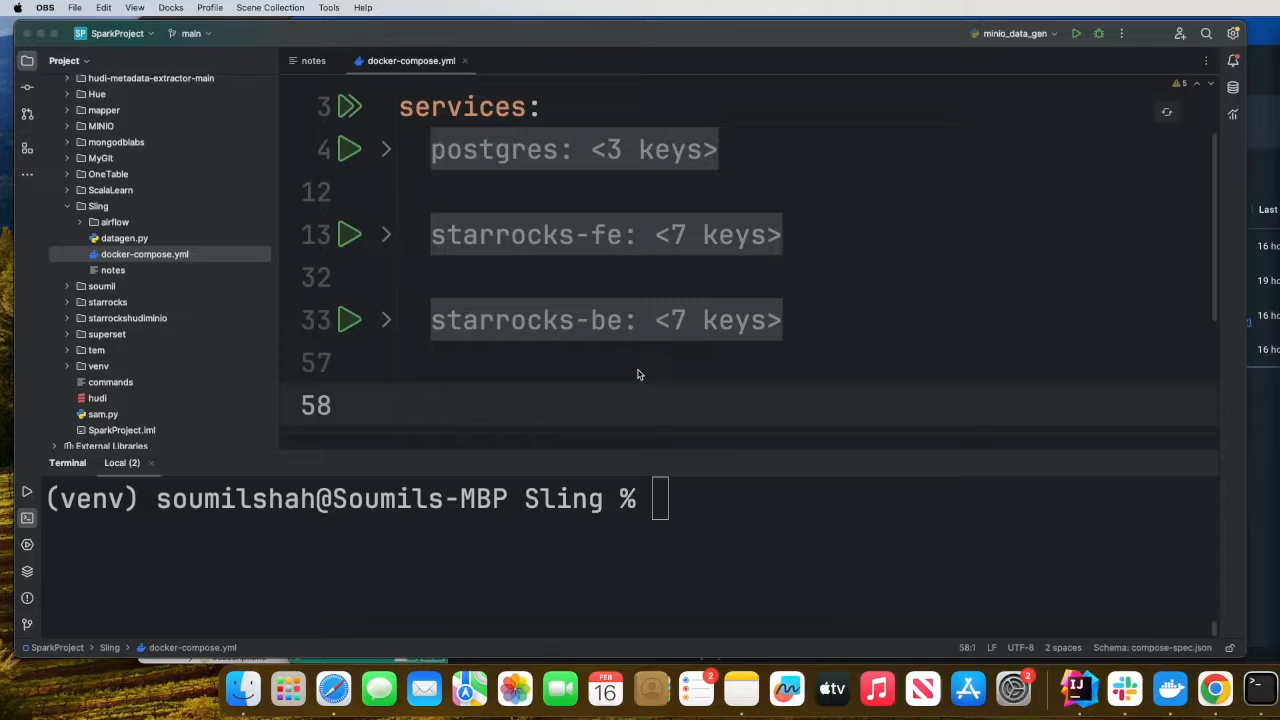 OBS File Edit View Docks Profile Scene Collection Tools Help
SP SparkProject main minio_data_gen
Project
notes docker-compose.yml
hudi-metadata-extractor-main
Hue
mapper
MINIO
mongodblabs
MyGit
OneTable
ScalaLearn
Sling
airflow
datagen.py
docker-compose.yml
notes
soumil
starrocks
starrockshudiminio
superset
tem
venv
commands
hudi
sam.py
SparkProject.iml
External Libraries
5
3 services:
4 postgres: <3 keys>
12
13 starrocks-fe: <7 keys>
32
33 starrocks-be: <7 keys>
57
58
Last
16 ho
19 ho
16 ho
16 ho
Terminal Local (2)
(venv) soumilshah@Soumils-MBP Sling %
SparkProject Sling docker-compose.yml
58:1 LF UTF-8 2 spaces Schema: compose-spec.json
FEB
16
2
tv
2